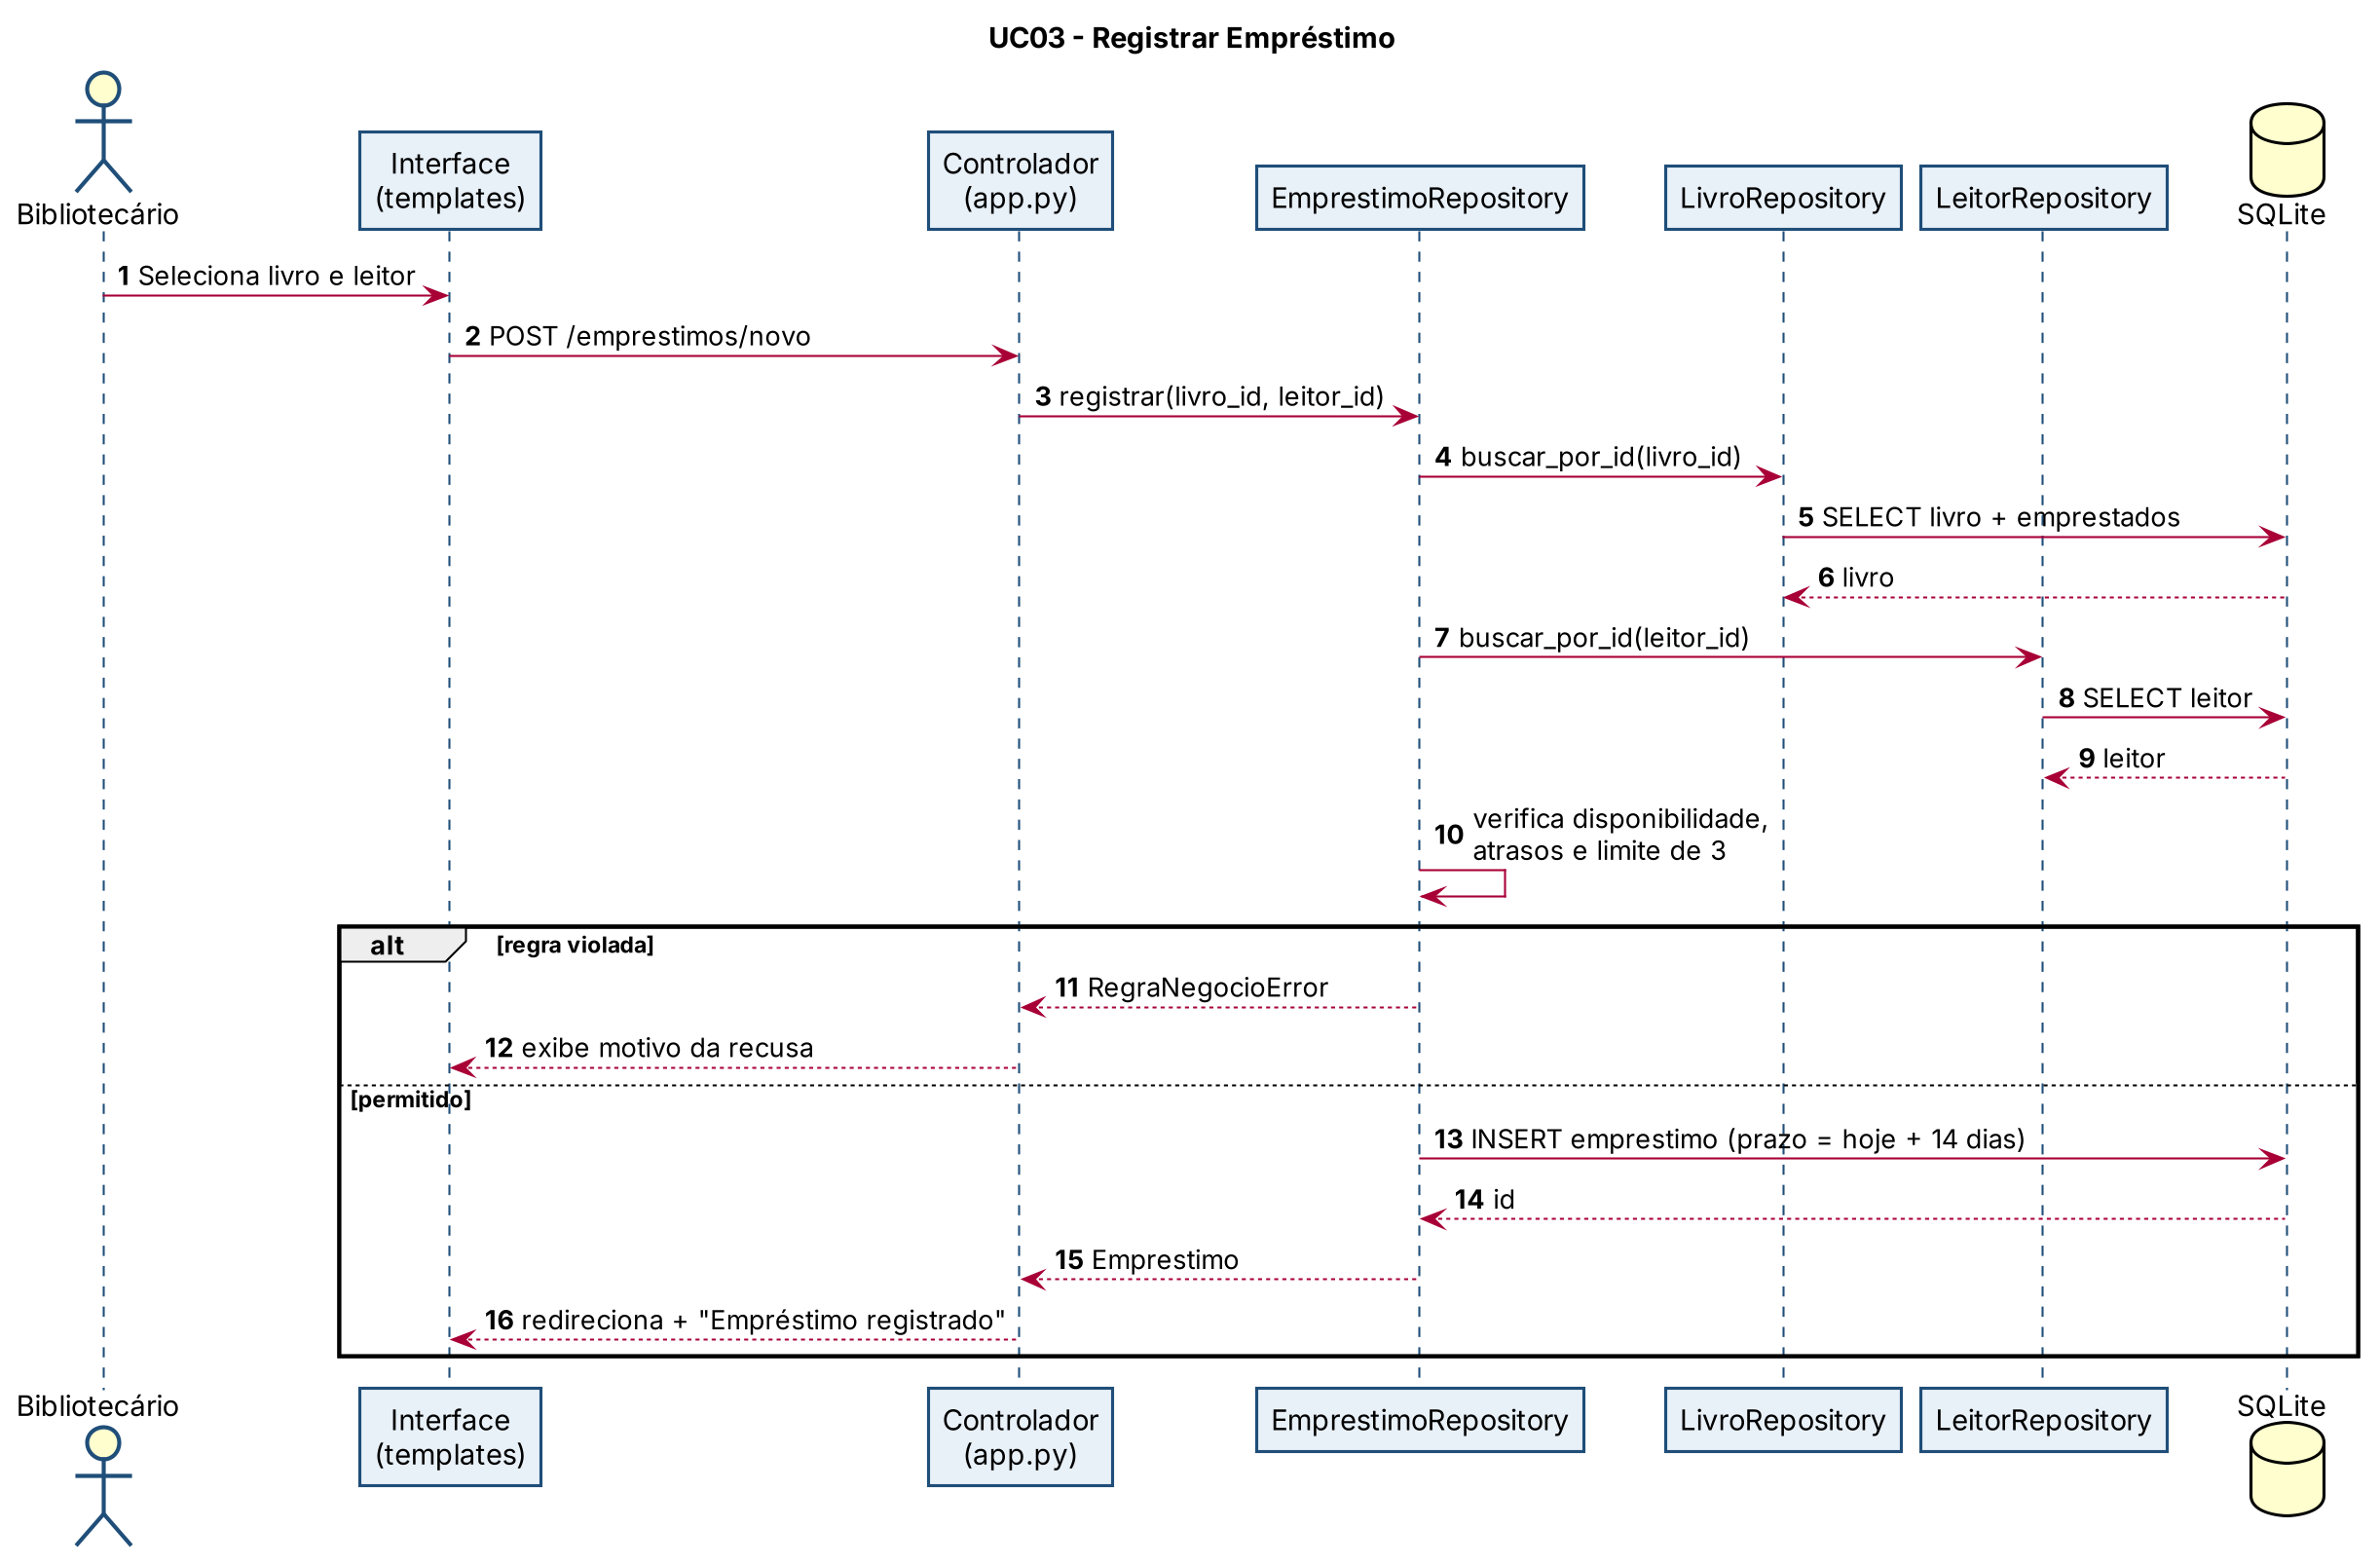 UC03 - Registrar Empréstimo
Bibliotecário
Interface
(templates)
Controlador
(app.py)
EmprestimoRepository
LivroRepository
LeitorRepository
SQLite
1 Seleciona livro e leitor
2 POST /emprestimos/novo
3 registrar(livro_id, leitor_id)
4 buscar_por_id(livro_id)
5 SELECT livro + emprestados
6 livro
7 buscar_por_id(leitor_id)
8 SELECT leitor
9 leitor
10 verifica disponibilidade,
atrasos e limite de 3
alt [regra violada]
11 RegraNegocioError
12 exibe motivo da recusa
[permitido]
13 INSERT emprestimo (prazo = hoje + 14 dias)
14 id
15 Emprestimo
16 redireciona + "Empréstimo registrado"
Bibliotecário
Interface
(templates)
Controlador
(app.py)
EmprestimoRepository
LivroRepository
LeitorRepository
SQLite